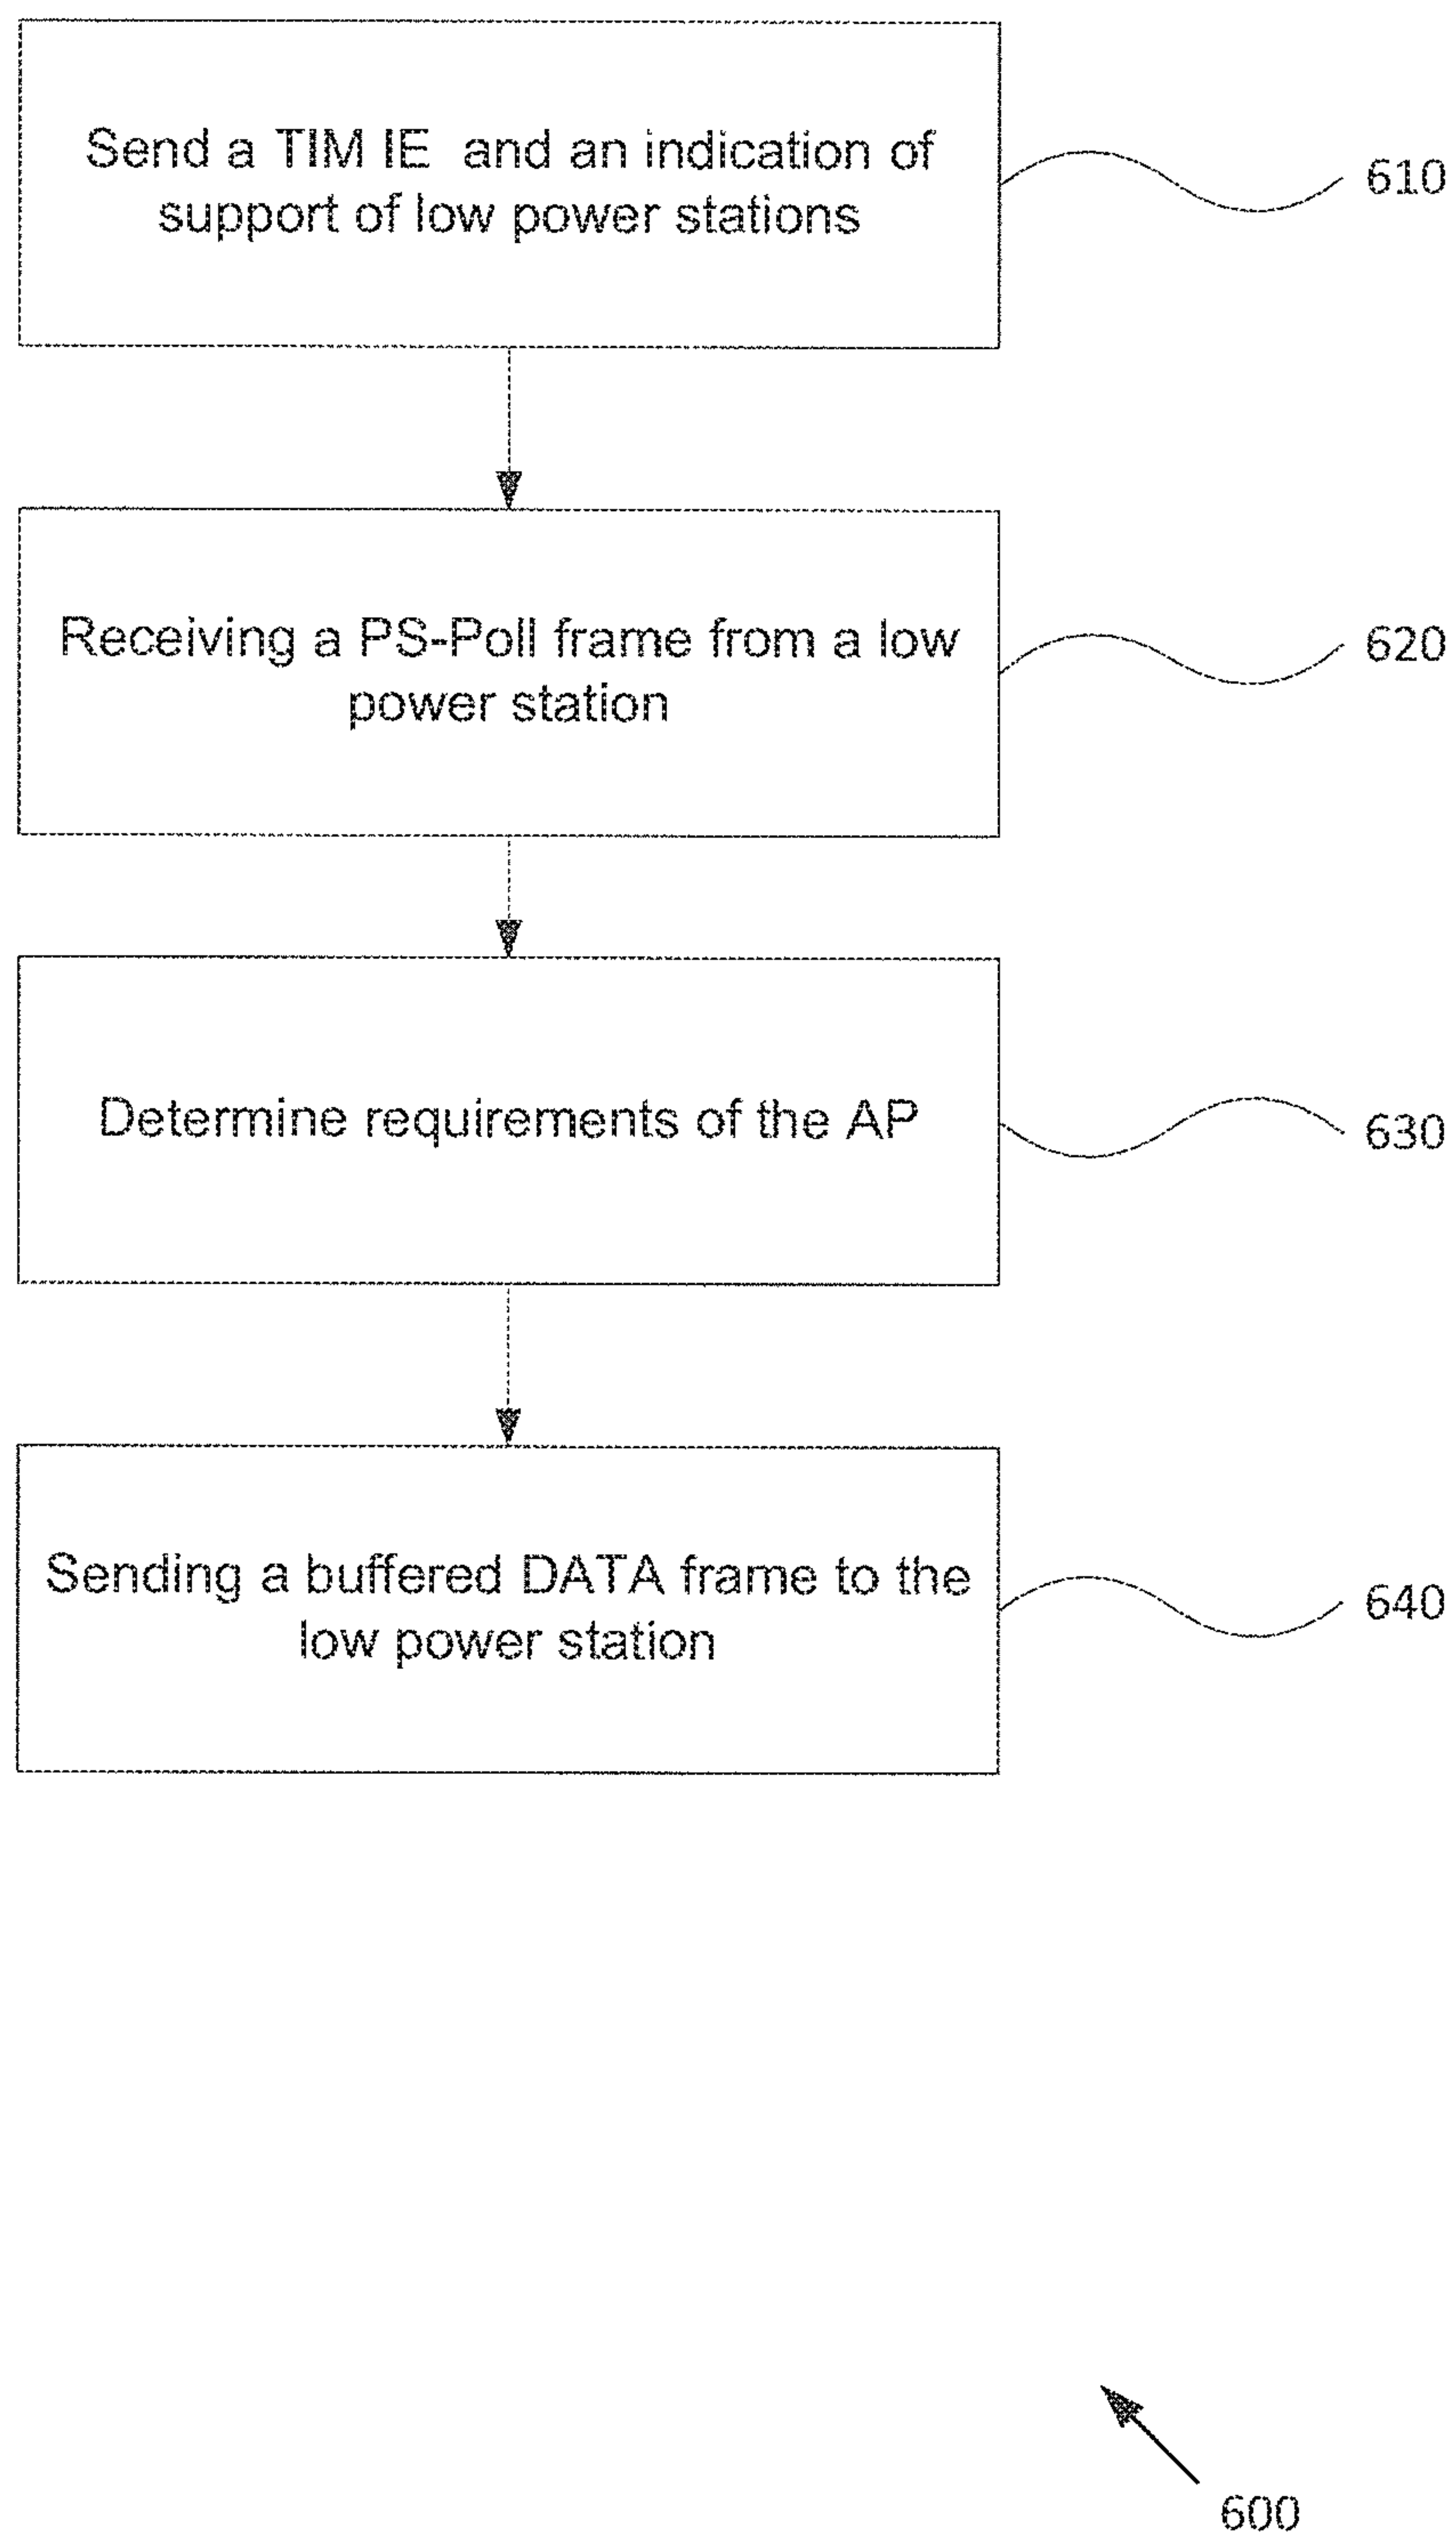 Send a TIM IE and an indication of
support of low power stations
610
Receiving a PS-Poll frame from a low
power station
620
Determine requirements of the AP
630
Sending a buffered DATA frame to the
low power station
640
600